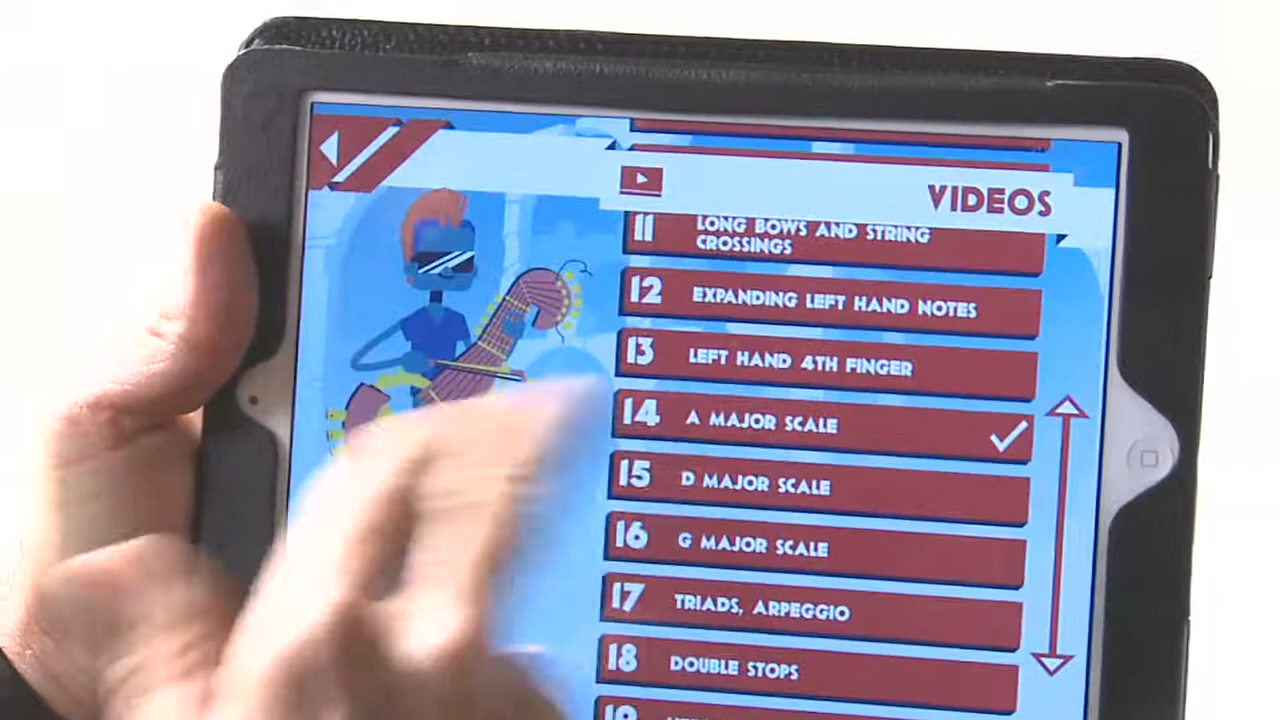 VIDEOS
11 LONG BOWS AND STRING
CROSSINGS
12 EXPANDING LEFT HAND NOTES
13 LEFT HAND 4TH FINGER
14 A MAJOR SCALE
15 D MAJOR SCALE
16 G MAJOR SCALE
17 TRIADS, ARPEGGIO
18 DOUBLE STOPS
19